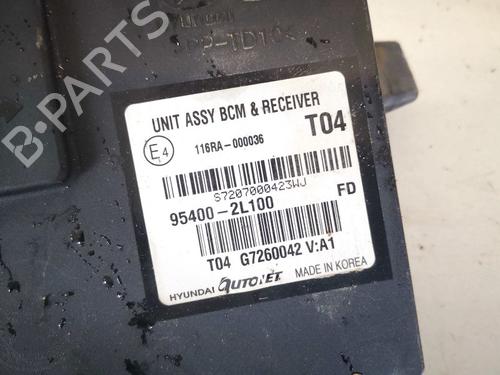 B-PARTS
UNIT ASSY BCM & RECEIVER
E4
116RA-000036
T04
S7207000423WJ
95400-2L100
FD
T04 G7260042 V:A1
HYUNDAI AUTONET MADE IN KOREA